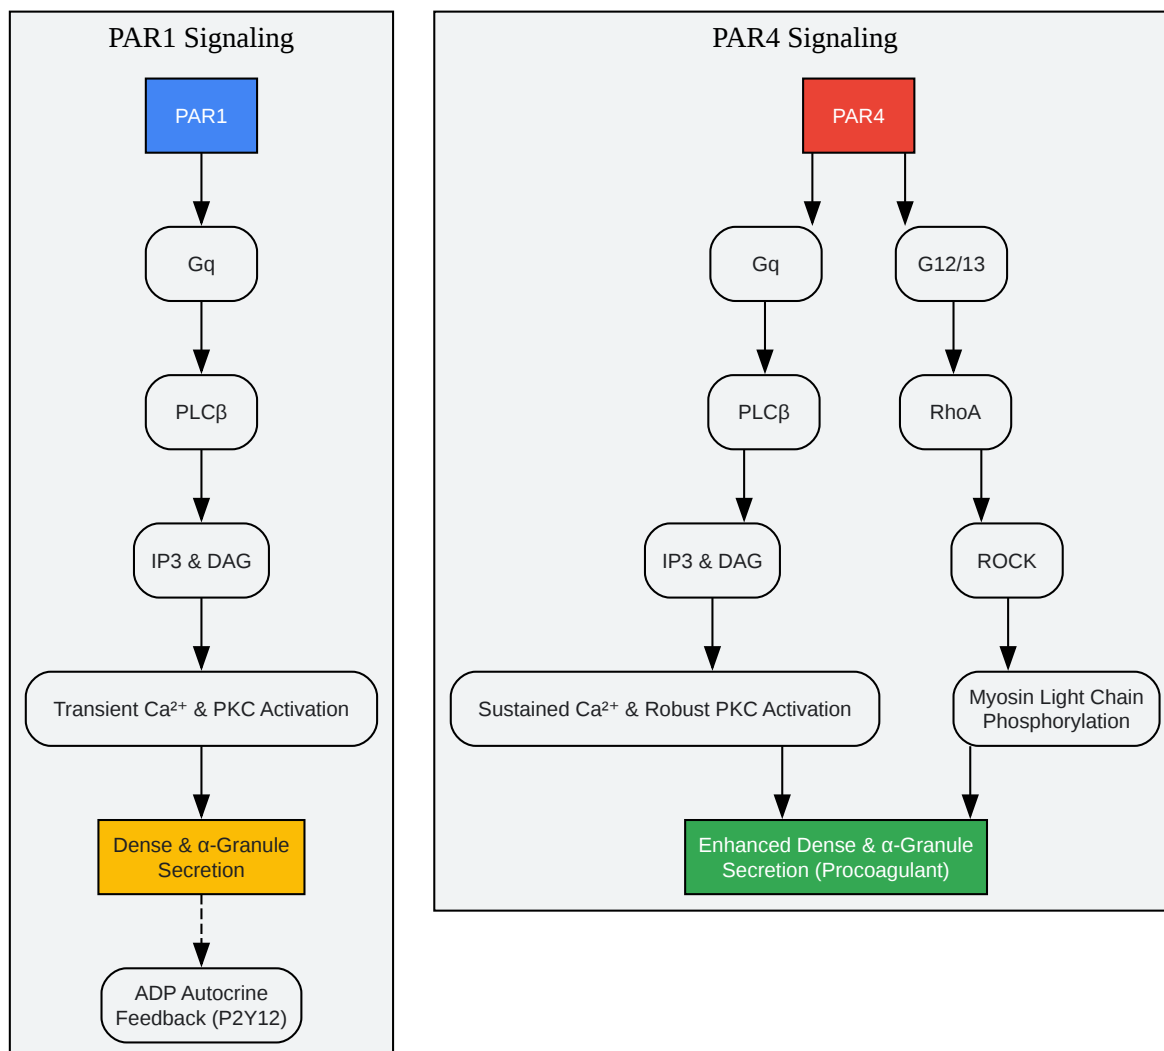 PAR1 Signaling
PAR1
Gq
PLCβ
IP3 & DAG
Transient Ca²⁺ & PKC Activation
Dense & α-Granule
Secretion
ADP Autocrine
Feedback (P2Y12)
PAR4 Signaling
PAR4
Gq
G12/13
PLCβ
RhoA
IP3 & DAG
ROCK
Sustained Ca²⁺ & Robust PKC Activation
Myosin Light Chain
Phosphorylation
Enhanced Dense & α-Granule
Secretion (Procoagulant)